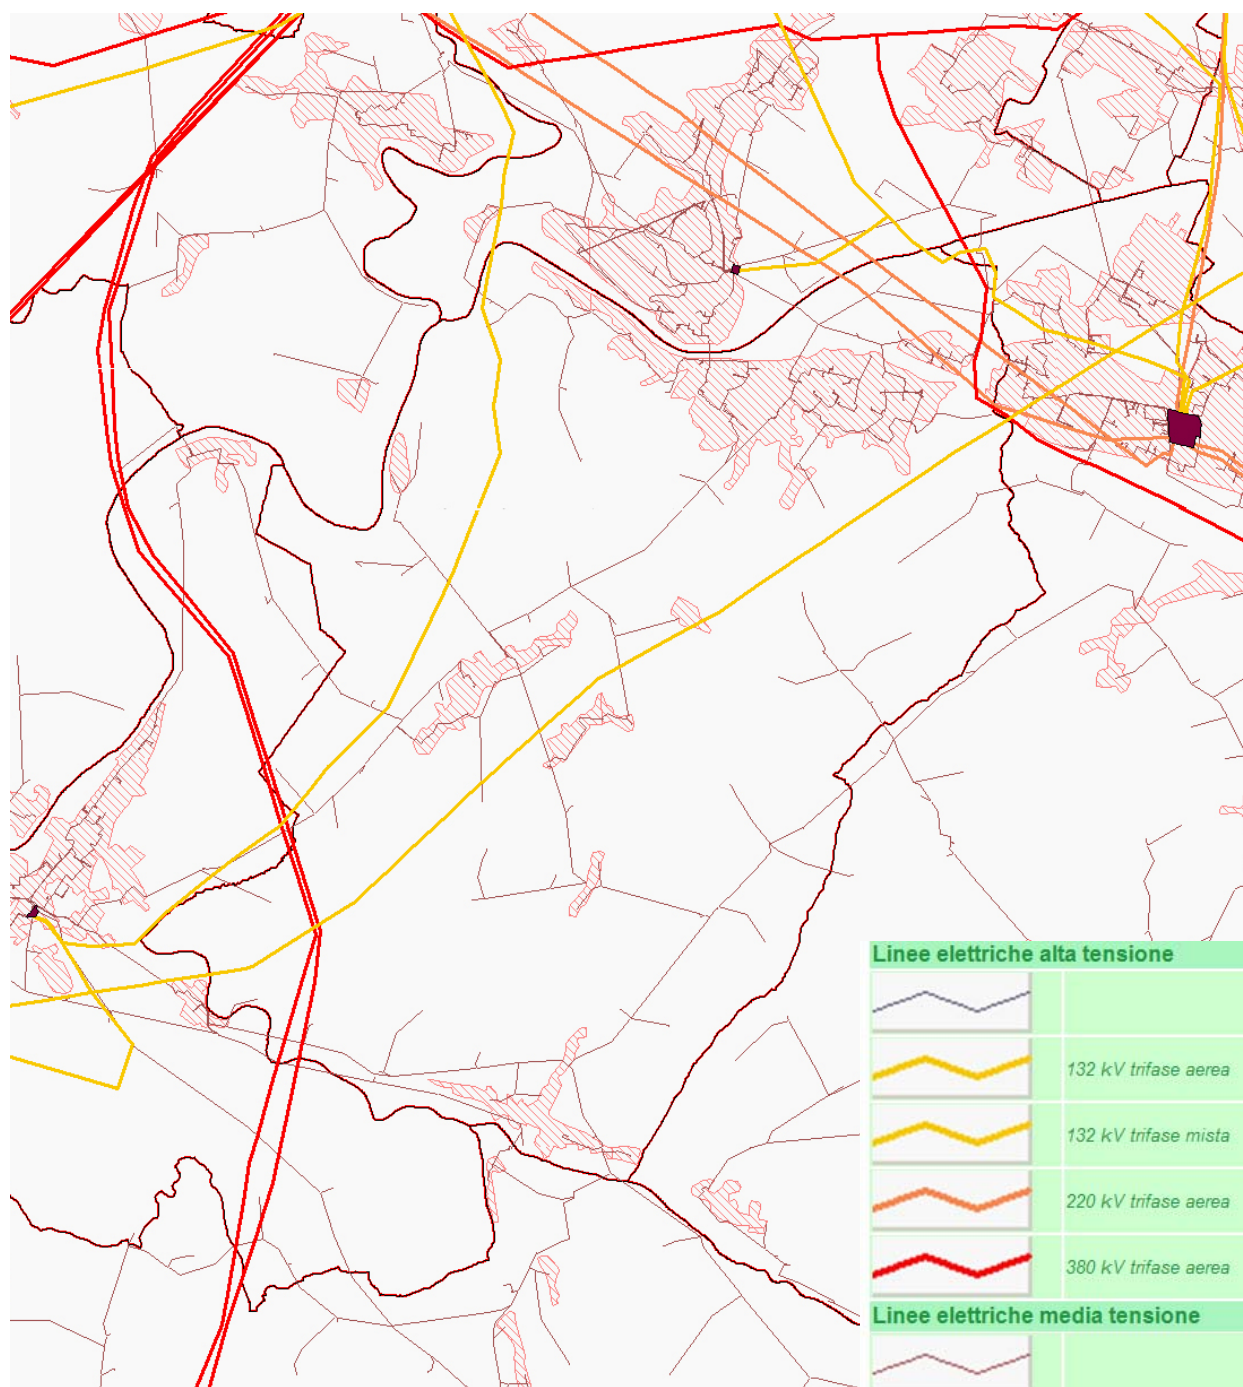 Linee elettriche alta tensione
132 kV trifase aerea
132 kV trifase mista
220 kV trifase aerea
380 kV trifase aerea
Linee elettriche media tensione